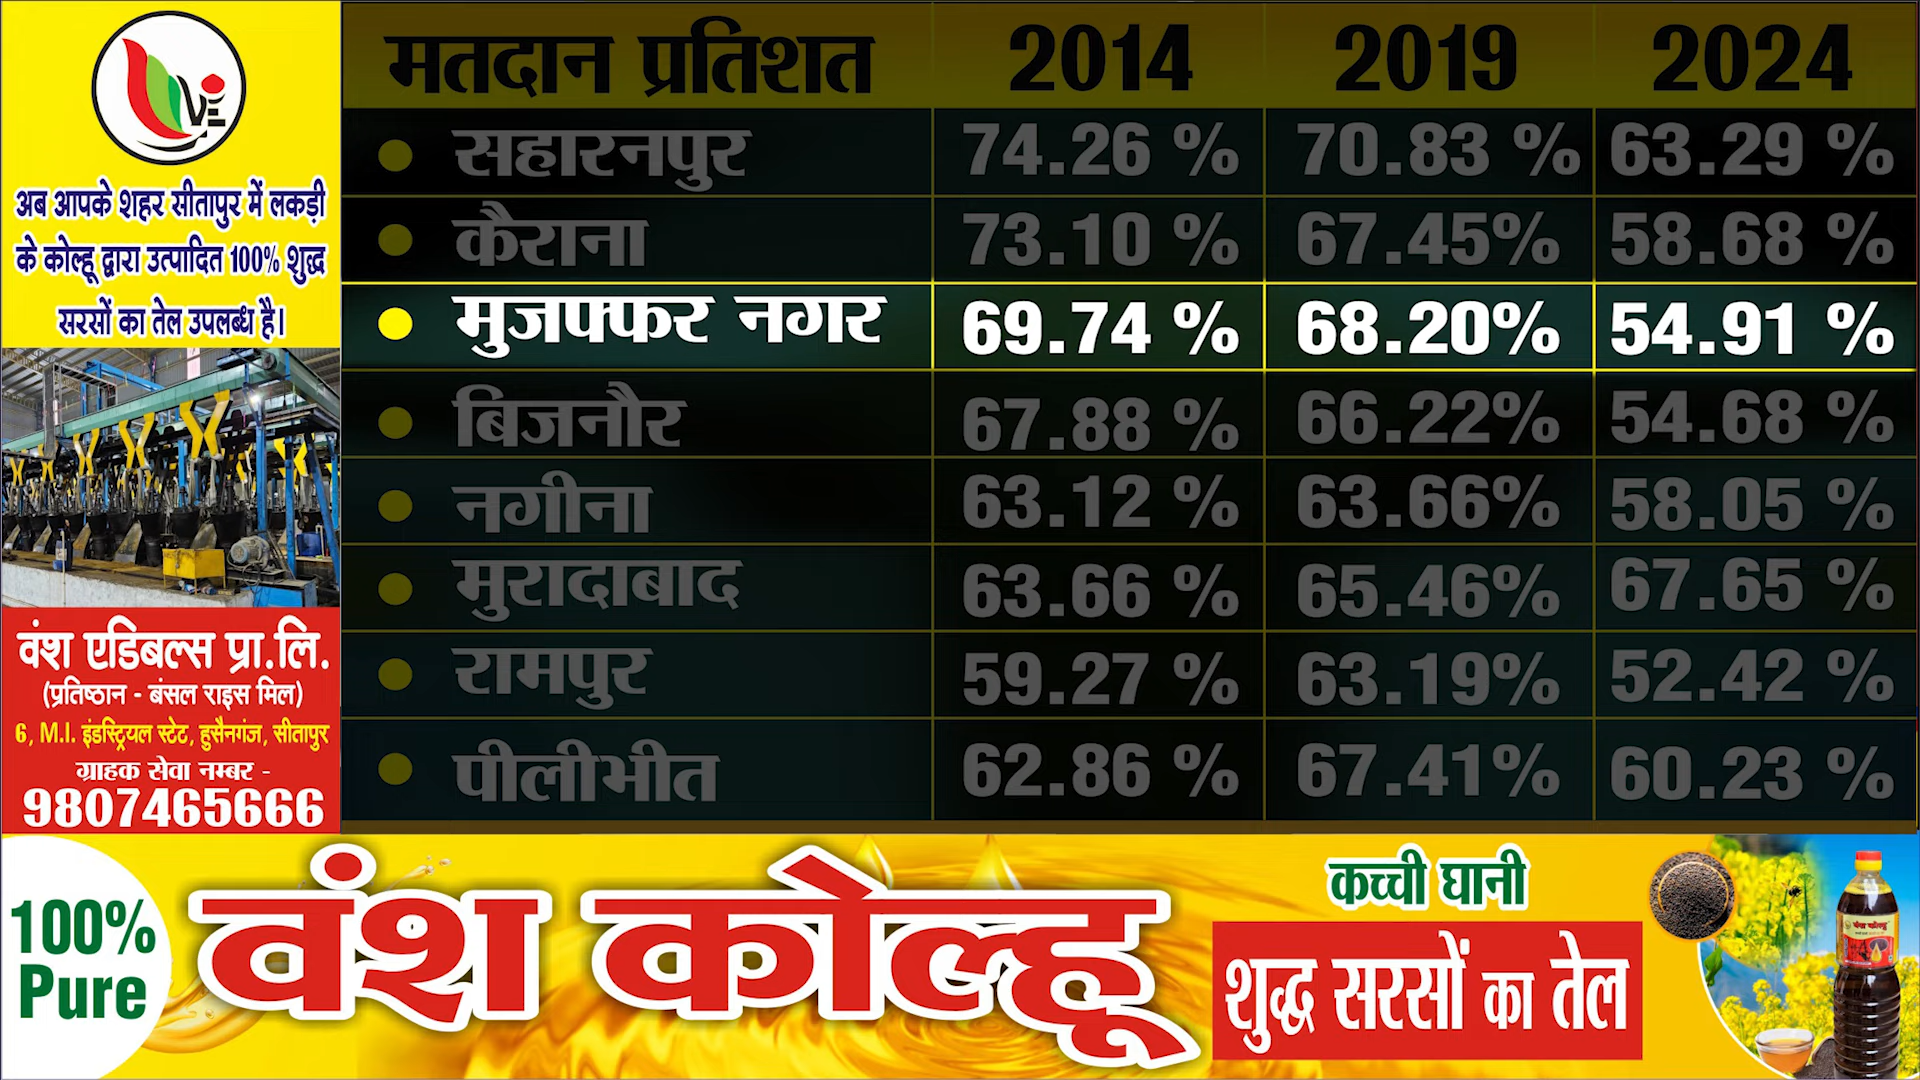 VE
अब आपके शहर सीतापुर में लकड़ी
के कोल्हू द्वारा उत्पादित 100% शुद्ध
सरसों का तेल उपलब्ध है।
वंश एडिबल्स प्रा.लि.
(प्रतिष्ठान - बंसल राइस मिल)
6, M.I. इंडस्ट्रियल स्टेट, हुसैनगंज, सीतापुर
ग्राहक सेवा नम्बर -
9807465666
मतदान प्रतिशत 2014 2019 2024
सहारनपुर 74.26 % 70.83 % 63.29 %
कैराना 73.10 % 67.45% 58.68 %
मुजफ्फर नगर 69.74 % 68.20% 54.91 %
बिजनौर 67.88 % 66.22% 54.68 %
नगीना 63.12 % 63.66% 58.05 %
मुरादाबाद 63.66 % 65.46% 67.65 %
रामपुर 59.27 % 63.19% 52.42 %
पीलीभीत 62.86 % 67.41% 60.23 %
100%
Pure
वंश कोल्हू
कच्ची घानी
शुद्ध सरसों का तेल
वंश कोल्हू